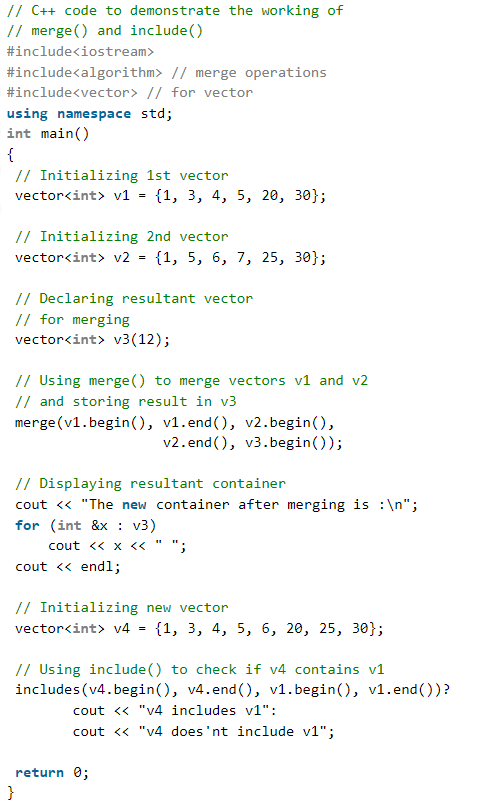 // C++ code to demonstrate the working of
// merge() and include()
#include<iostream>
#include<algorithm> // merge operations
#include<vector> // for vector
using namespace std;
int main()
{
 // Initializing 1st vector
 vector<int> v1 = {1, 3, 4, 5, 20, 30};

 // Initializing 2nd vector
 vector<int> v2 = {1, 5, 6, 7, 25, 30};

 // Declaring resultant vector
 // for merging
 vector<int> v3(12);

 // Using merge() to merge vectors v1 and v2
 // and storing result in v3
 merge(v1.begin(), v1.end(), v2.begin(),
                   v2.end(), v3.begin());

 // Displaying resultant container
 cout << "The new container after merging is :\n";
 for (int &x : v3)
     cout << x << " ";
 cout << endl;

 // Initializing new vector
 vector<int> v4 = {1, 3, 4, 5, 6, 20, 25, 30};

 // Using include() to check if v4 contains v1
 includes(v4.begin(), v4.end(), v1.begin(), v1.end())?
        cout << "v4 includes v1":
        cout << "v4 does'nt include v1";

 return 0;
}